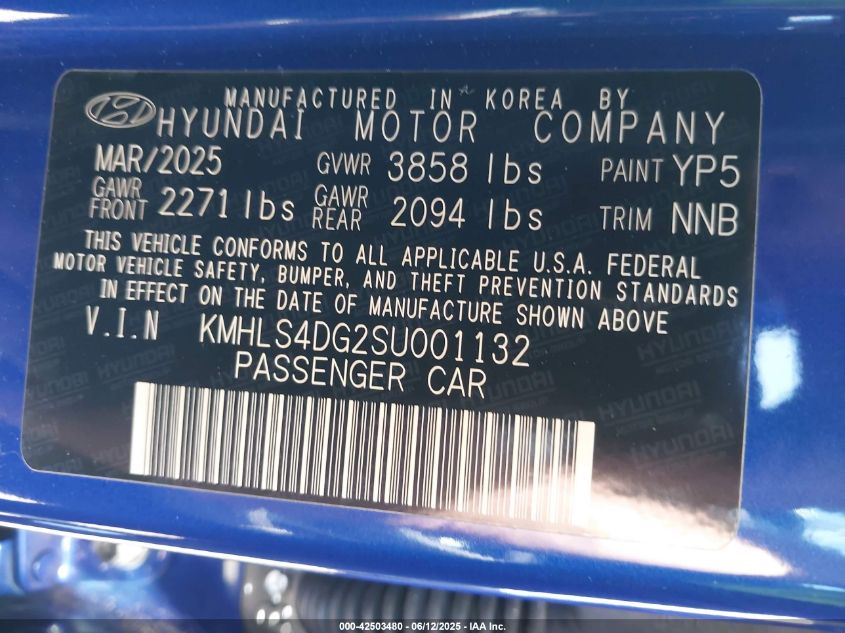 MANUFACTURED IN KOREA BY
HYUNDAI MOTOR COMPANY
MAR/2025 GVWR 3858 lbs PAINT YP5
GAWR FRONT 2271 lbs GAWR REAR 2094 lbs TRIM NNB
THIS VEHICLE CONFORMS TO ALL APPLICABLE U.S.A. FEDERAL
MOTOR VEHICLE SAFETY, BUMPER, AND THEFT PREVENTION STANDARDS
IN EFFECT ON THE DATE OF MANUFACTURE SHOWN ABOVE
V.I.N KMHLS4DG2SU001132
PASSENGER CAR
000-42503480 - 06/12/2025 - IAA Inc.